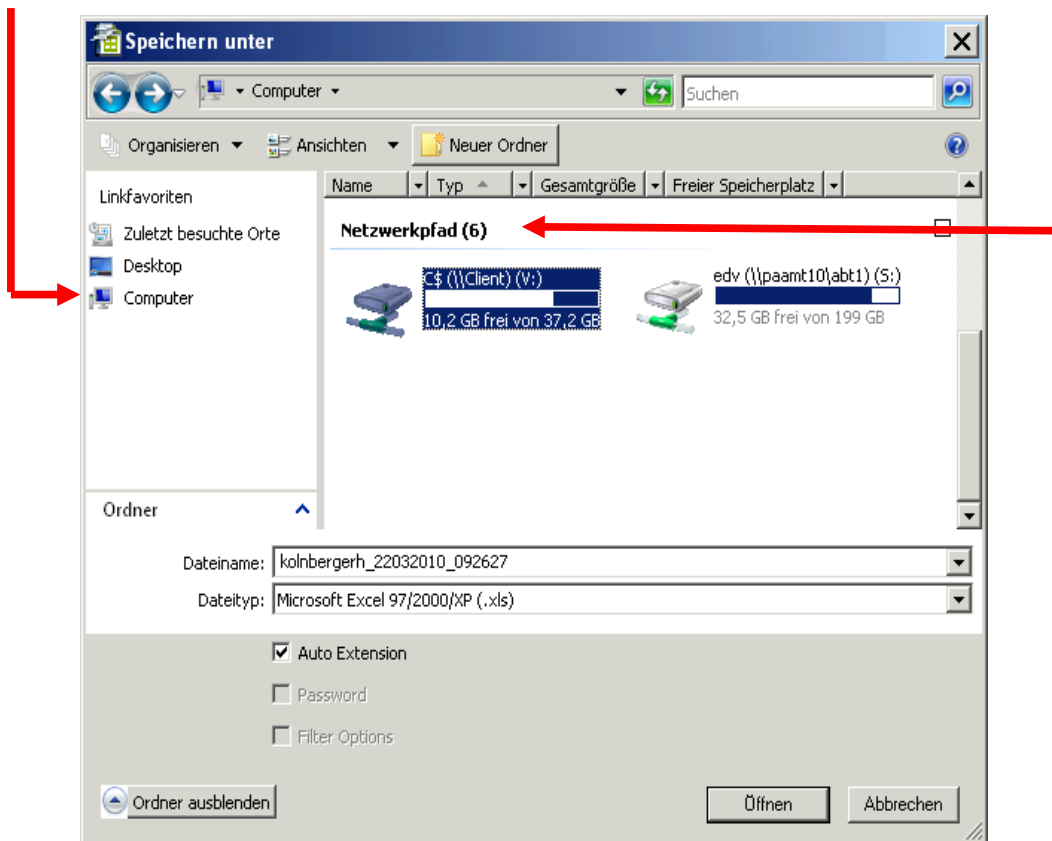 Speichern unter
Computer
Suchen
Organisieren Ansichten Neuer Ordner
Linkfavoriten
Zuletzt besuchte Orte
Desktop
Computer
Ordner
Name Typ Gesamtgröße Freier Speicherplatz
Netzwerkpfad (6)
C$ (\\Client) (V:)
10,2 GB frei von 37,2 GB
edv (\\paamt10\abt1) (S:)
32,5 GB frei von 199 GB
Dateiname: kolnbergerh_22032010_092627
Dateityp: Microsoft Excel 97/2000/XP (.xls)
Auto Extension
Password
Filter Options
Ordner ausblenden
Öffnen Abbrechen